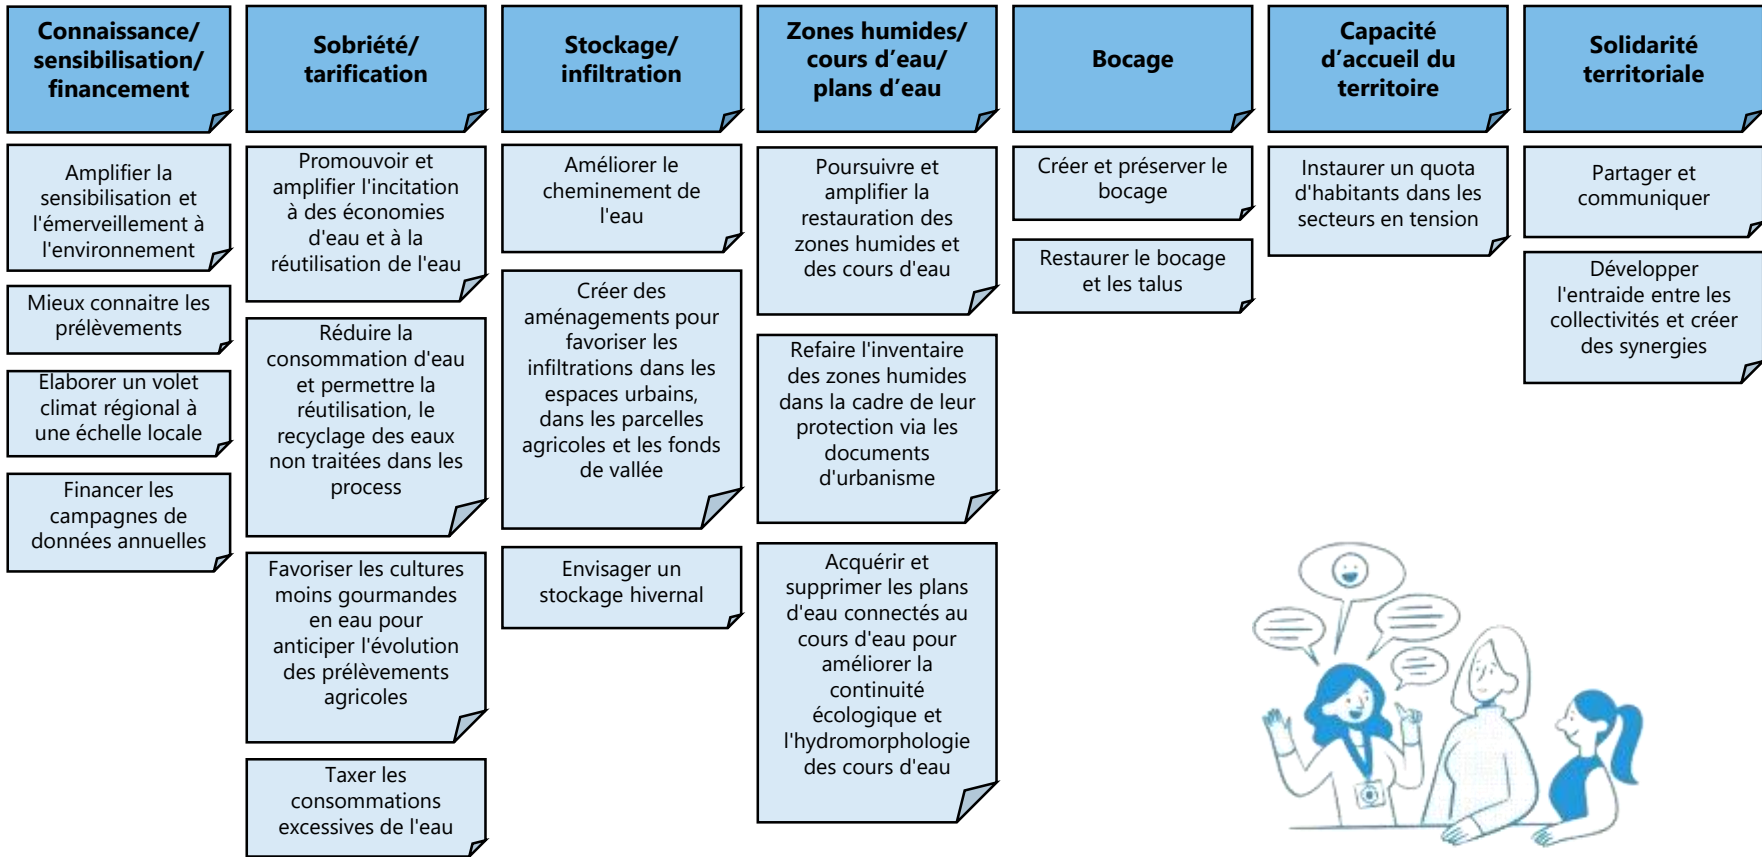 Connaissance/
sensibilisation/
financement
Amplifier la
sensibilisation et
l'émerveillement à
l'environnement
Mieux connaitre les
prélèvements
Elaborer un volet
climat régional à
une échelle locale
Financer les
campagnes de
données annuelles
Sobriété/
tarification
Promouvoir et
amplifier l'incitation
à des économies
d'eau et à la
réutilisation de l'eau
Réduire la
consommation d'eau
et permettre la
réutilisation, le
recyclage des eaux
non traitées dans les
process
Favoriser les cultures
moins gourmandes
en eau pour
anticiper l'évolution
des prélèvements
agricoles
Taxer les
consommations
excessives de l'eau
Stockage/
infiltration
Améliorer le
cheminement de
l'eau
Créer des
aménagements pour
favoriser les
infiltrations dans les
espaces urbains,
dans les parcelles
agricoles et les fonds
de vallée
Envisager un
stockage hivernal
Zones humides/
cours d’eau/
plans d’eau
Poursuivre et
amplifier la
restauration des
zones humides et
des cours d'eau
Refaire l'inventaire
des zones humides
dans la cadre de leur
protection via les
documents
d'urbanisme
Acquérir et
supprimer les plans
d'eau connectés au
cours d'eau pour
améliorer la
continuité
écologique et
l'hydromorphologie
des cours d'eau
Bocage
Créer et préserver le
bocage
Restaurer le bocage
et les talus
Capacité
d’accueil du
territoire
Instaurer un quota
d'habitants dans les
secteurs en tension
Solidarité
territoriale
Partager et
communiquer
Développer
l'entraide entre les
collectivités et créer
des synergies